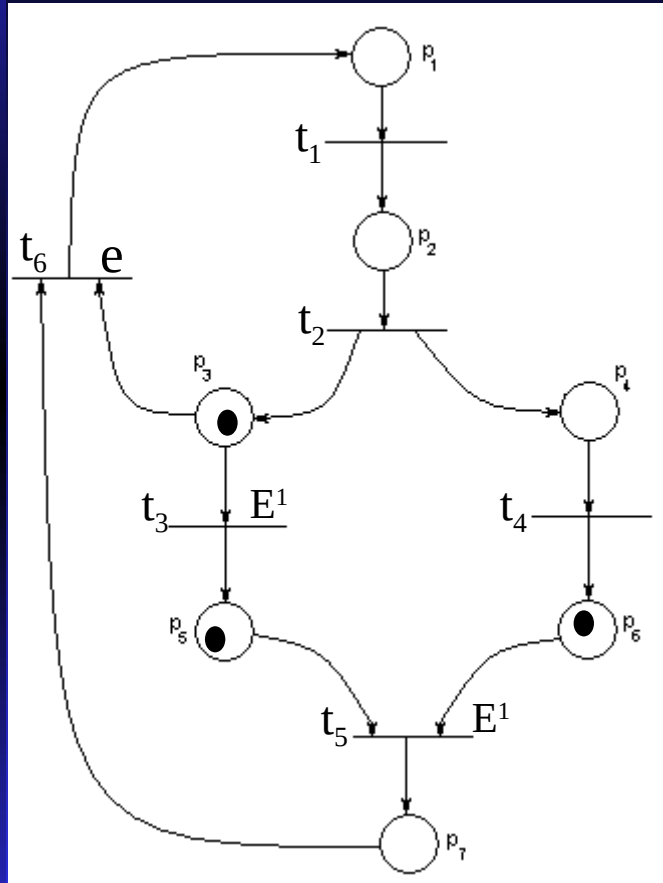 p₁
t₁
p₂
t₆ e
t₂
p₃
p₄
t₃ E¹
t₄
p₅
p₆
t₅ E¹
p₇